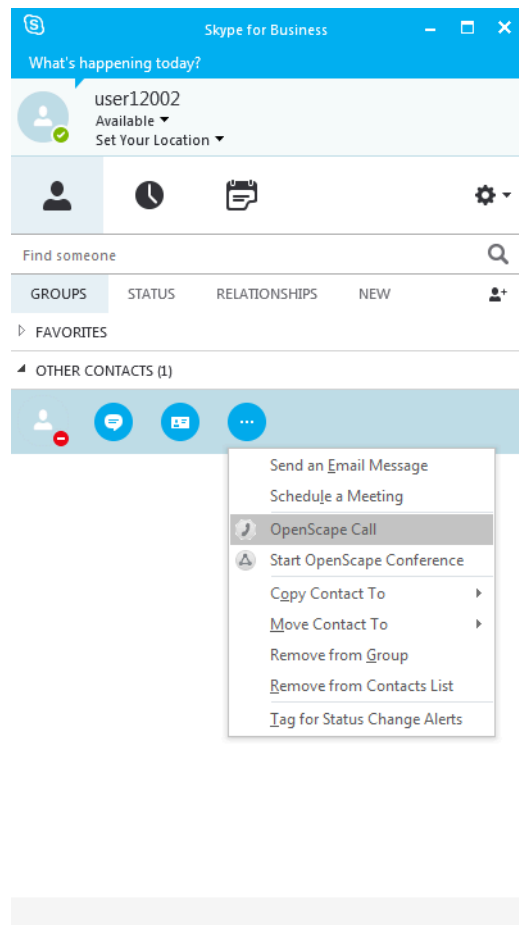 Skype for Business
What's happening today?
user12002
Available
Set Your Location
Find someone
GROUPS STATUS RELATIONSHIPS NEW
FAVORITES
OTHER CONTACTS (1)
Send an Email Message
Schedule a Meeting
OpenScape Call
Start OpenScape Conference
Copy Contact To
Move Contact To
Remove from Group
Remove from Contacts List
Tag for Status Change Alerts